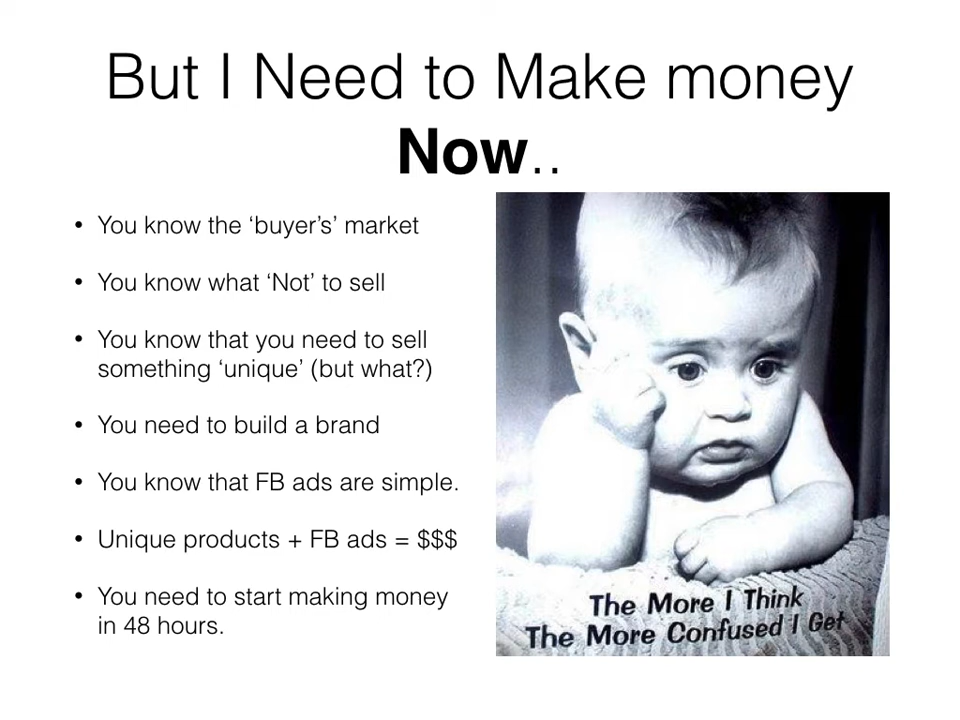 But I Need to Make money
Now..
• You know the ‘buyer’s’ market
• You know what ‘Not’ to sell
• You know that you need to sell
something ‘unique’ (but what?)
• You need to build a brand
• You know that FB ads are simple.
• Unique products + FB ads = $$$
• You need to start making money
in 48 hours.
The More I Think
The More Confused I Get